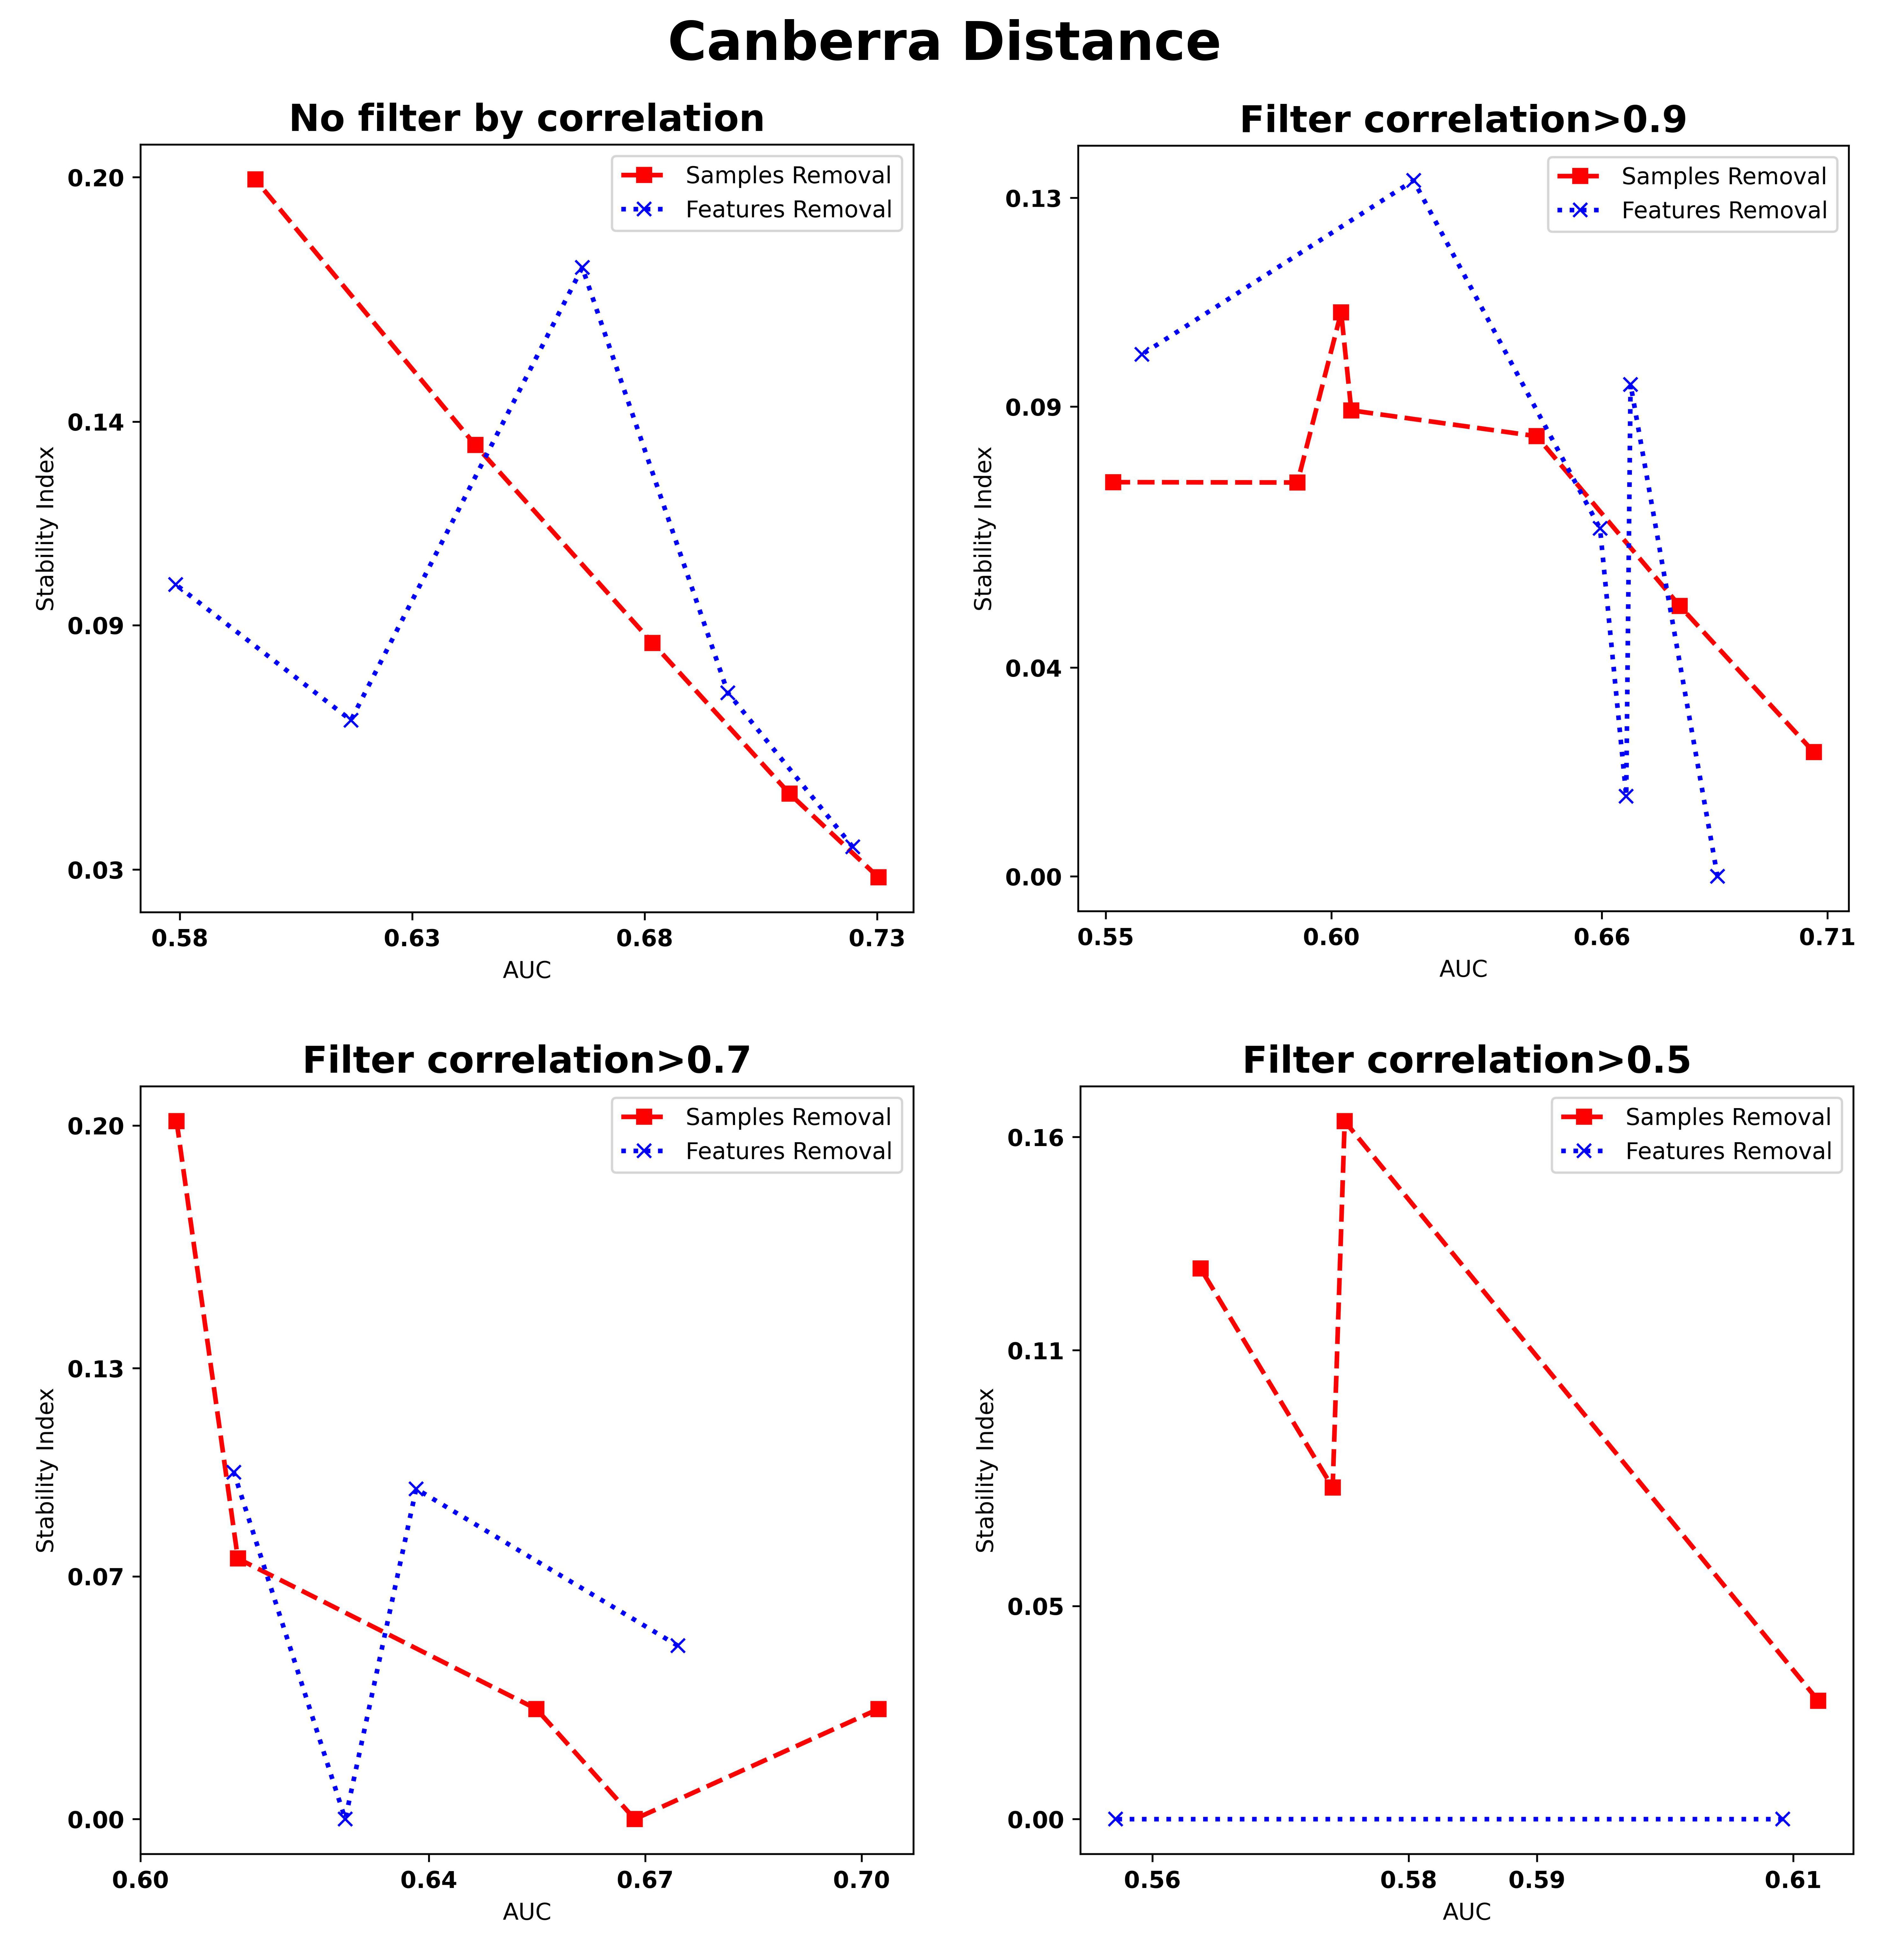 Canberra Distance
No filter by correlation
Samples Removal
Features Removal
0.20
0.14
0.09
0.03
Stability Index
0.58 0.63 0.68 0.73
AUC
Filter correlation>0.9
Samples Removal
Features Removal
0.13
0.09
0.04
0.00
Stability Index
0.55 0.60 0.66 0.71
AUC
Filter correlation>0.7
Samples Removal
Features Removal
0.20
0.13
0.07
0.00
Stability Index
0.60 0.64 0.67 0.70
AUC
Filter correlation>0.5
Samples Removal
Features Removal
0.16
0.11
0.05
0.00
Stability Index
0.56 0.58 0.59 0.61
AUC